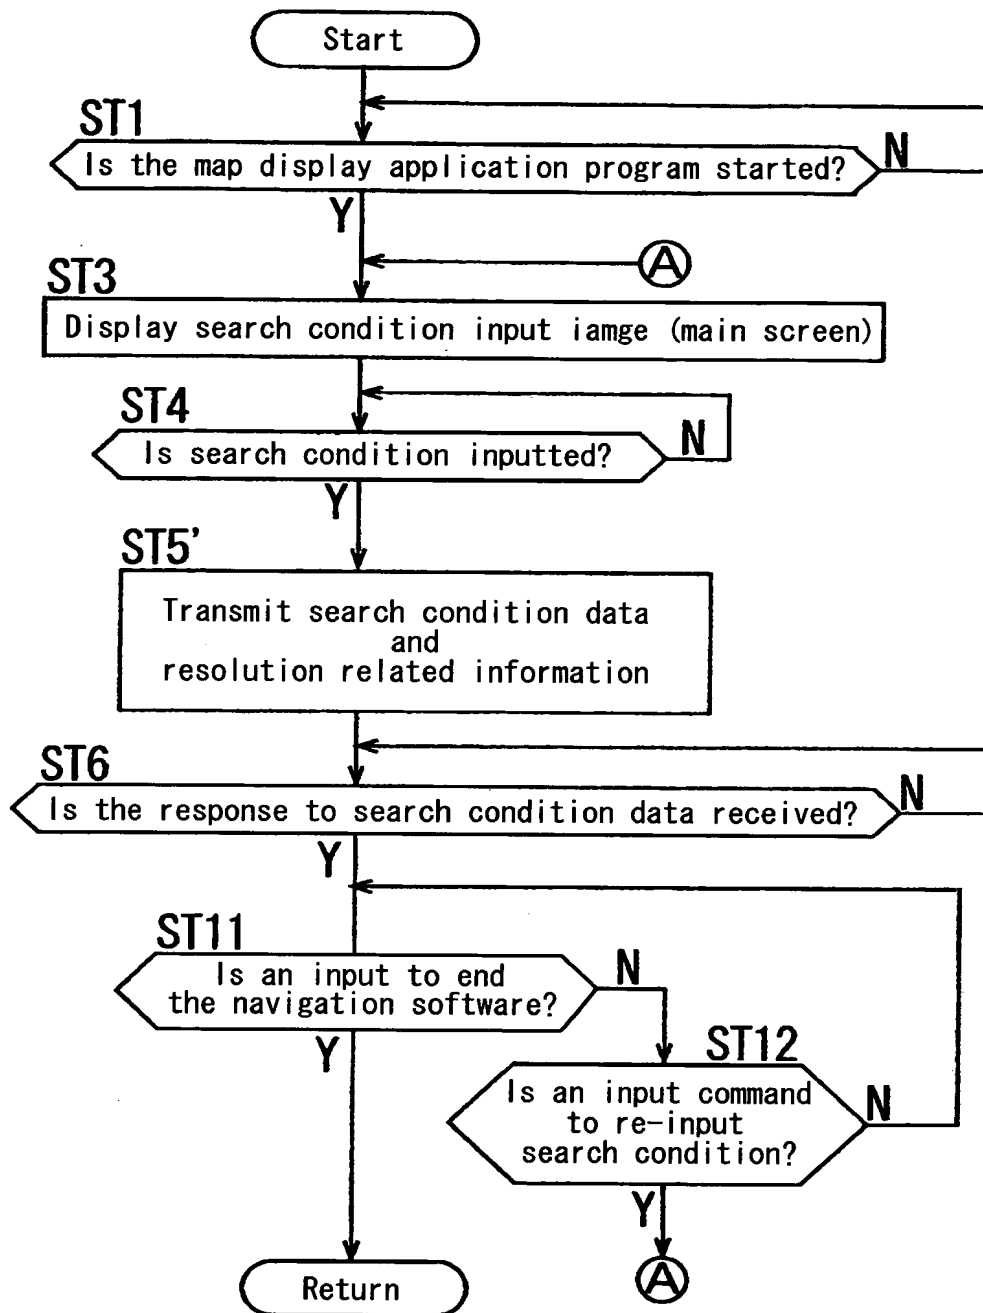 Start
ST1
Is the map display application program started?
N
Y
A
ST3
Display search condition input iamge (main screen)
ST4
Is search condition inputted?
N
Y
ST5'
Transmit search condition data
and
resolution related information
ST6
Is the response to search condition data received?
N
Y
ST11
Is an input to end
the navigation software?
N
Y
ST12
Is an input command
to re-input
search condition?
N
Y
Return
A